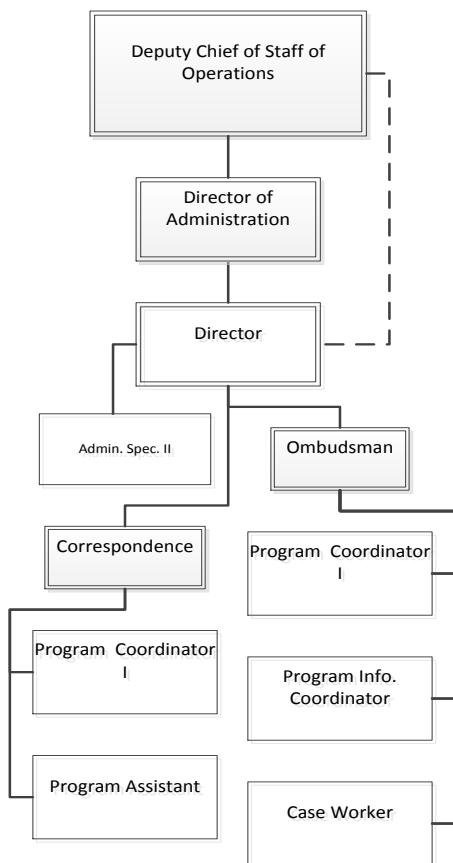 Deputy Chief of Staff of
Operations
Director of
Administration
Director
Admin. Spec. II
Ombudsman
Correspondence
Program Coordinator
I
Program Coordinator
I
Program Info.
Coordinator
Program Assistant
Case Worker